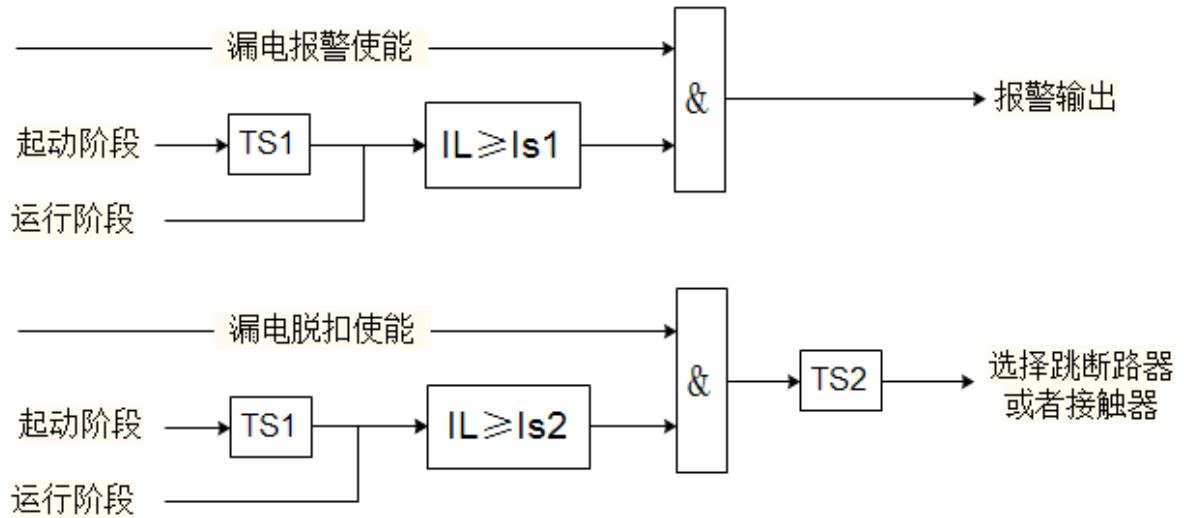 漏电报警使能
&
报警输出
起动阶段
TS1
IL≥Is1
运行阶段
漏电脱扣使能
&
TS2
选择跳断路器
或者接触器
起动阶段
TS1
IL≥Is2
运行阶段